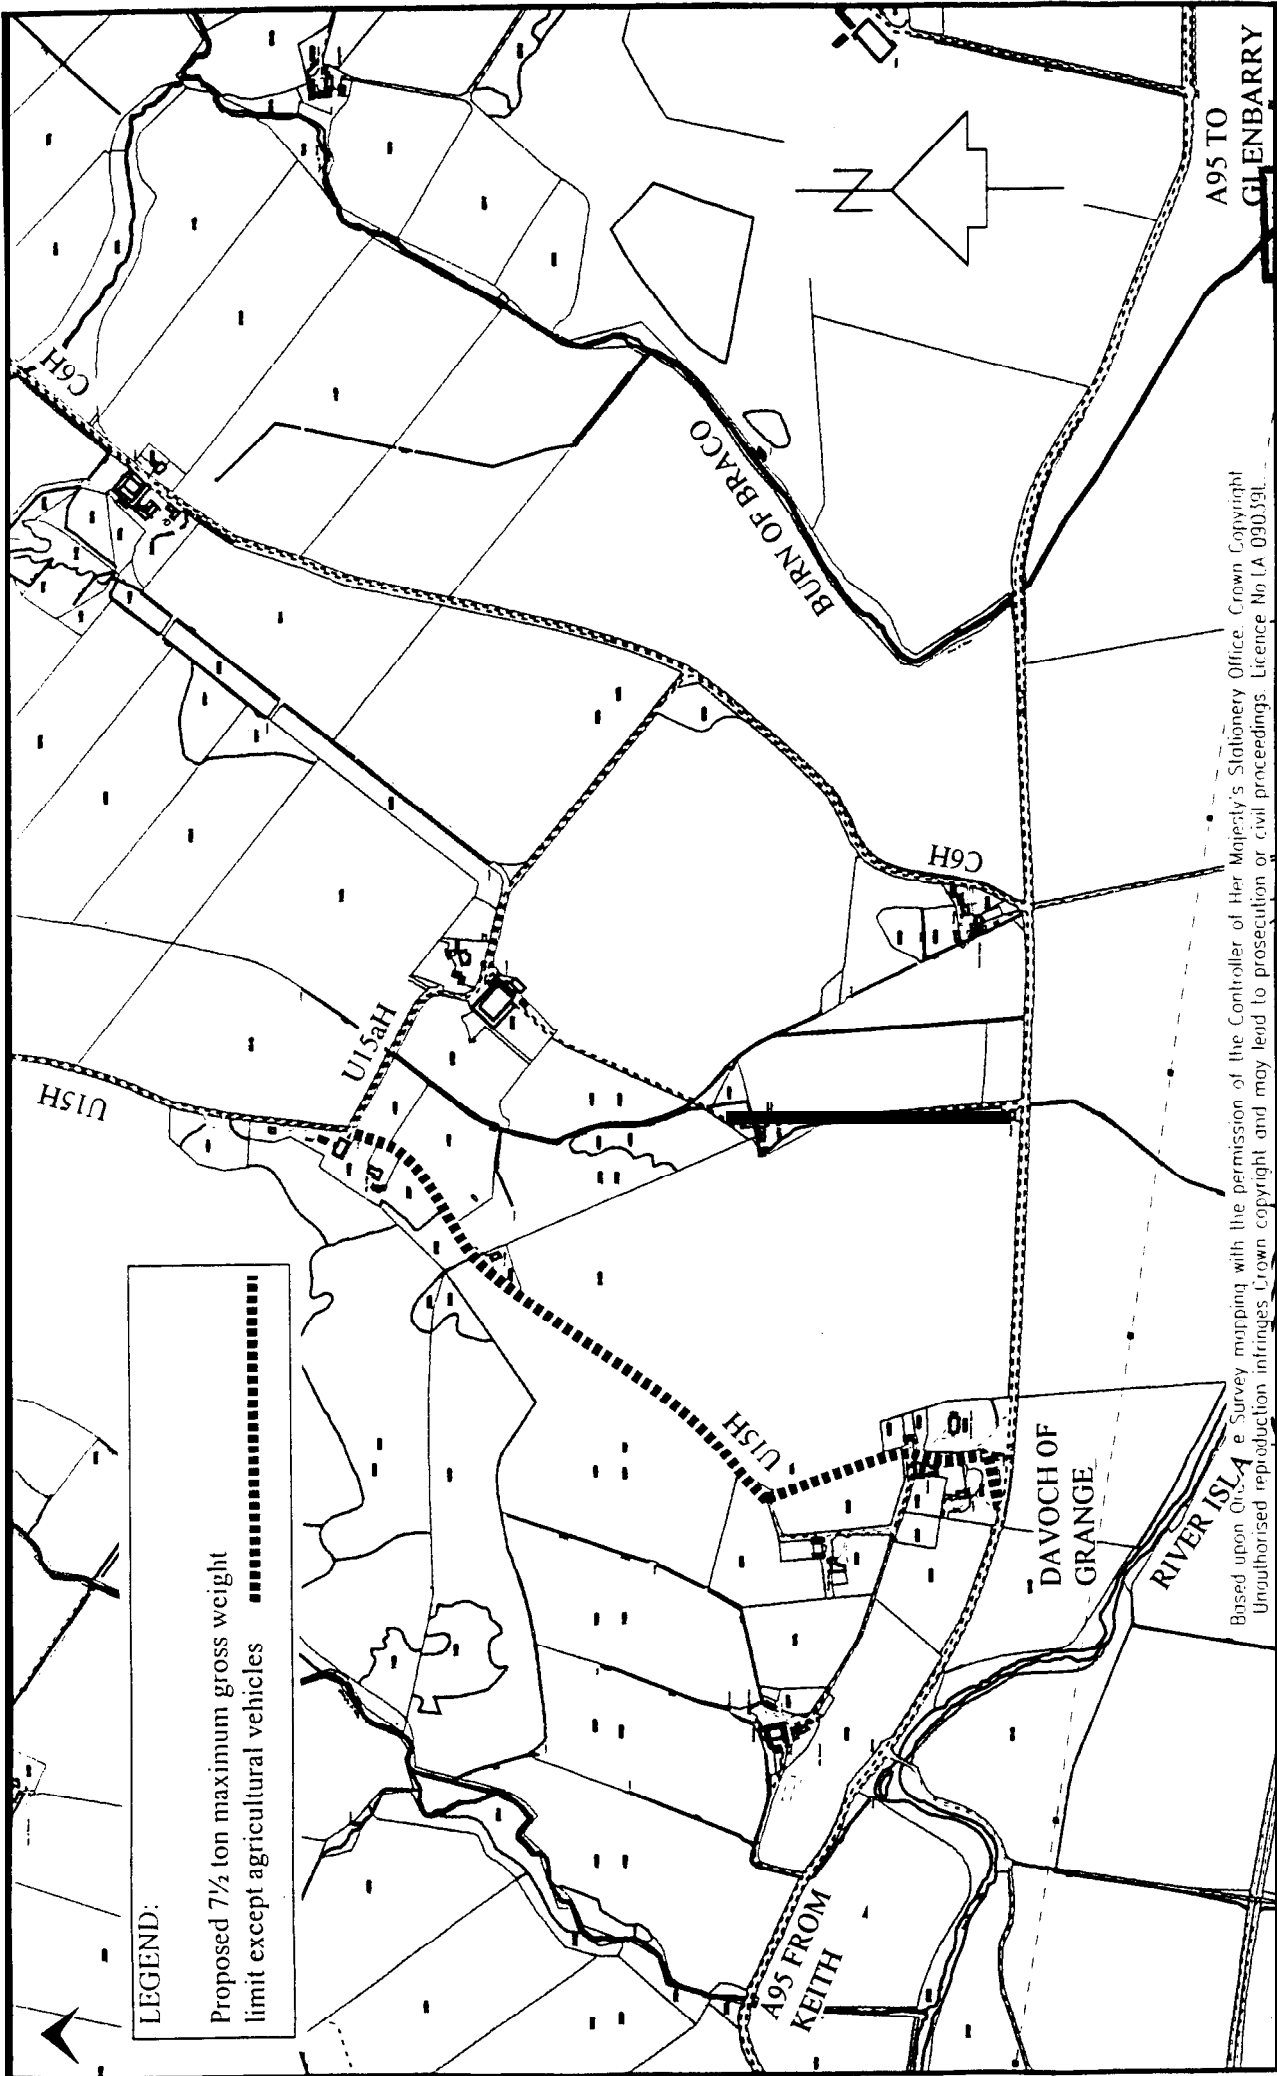 LEGEND:
Proposed 7½ ton maximum gross weight
limit except agricultural vehicles
C6H
U15H
U15aH
BURN OF BRACO
N
A95 TO
GLENBARRY
C6H
U15H
DAVOCH OF
GRANGE
RIVER ISLA
A95 FROM
KEITH
Based upon e Survey mapping with the permission of the Controller of Her Majesty's Stationery Office. Crown Copyright
Unauthorised reproduction infringes Crown copyright and may lead to prosecution or civil proceedings. Licence No LA 09039L